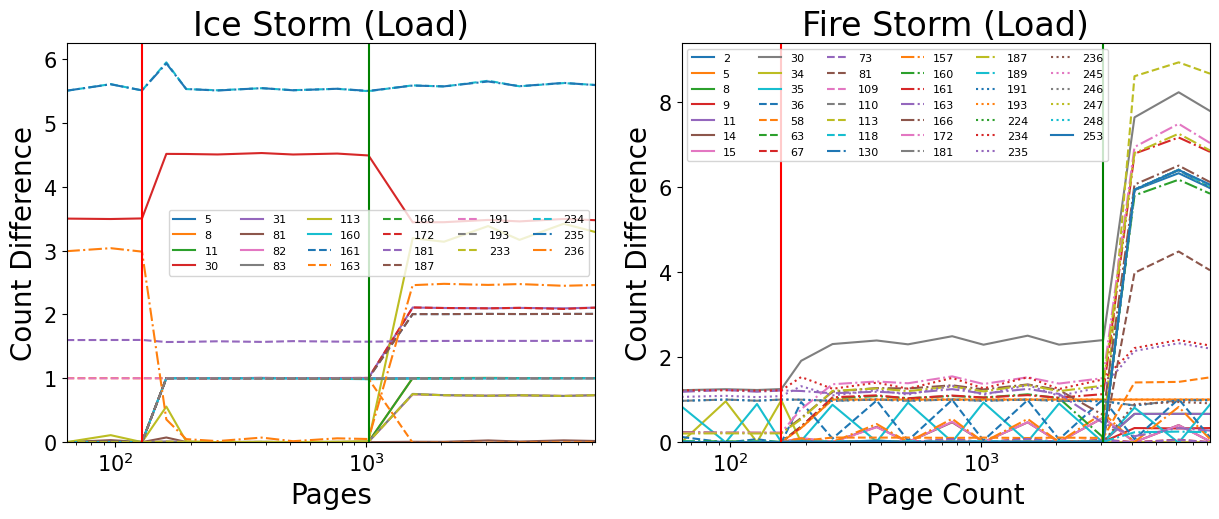 Ice Storm (Load)
Count Difference
6
5
4
3
2
1
0
5 31 113 166 191 234
8 81 160 172 193 235
11 82 161 181 233 236
30 83 163 187
10²
10³
Pages
Fire Storm (Load)
Count Difference
8
6
4
2
0
2 30 73 157 187 236
5 34 81 160 189 245
8 35 109 161 191 246
9 36 110 163 193 247
11 58 113 166 224 248
14 63 118 172 234 253
15 67 130 181 235
10²
10³
Page Count